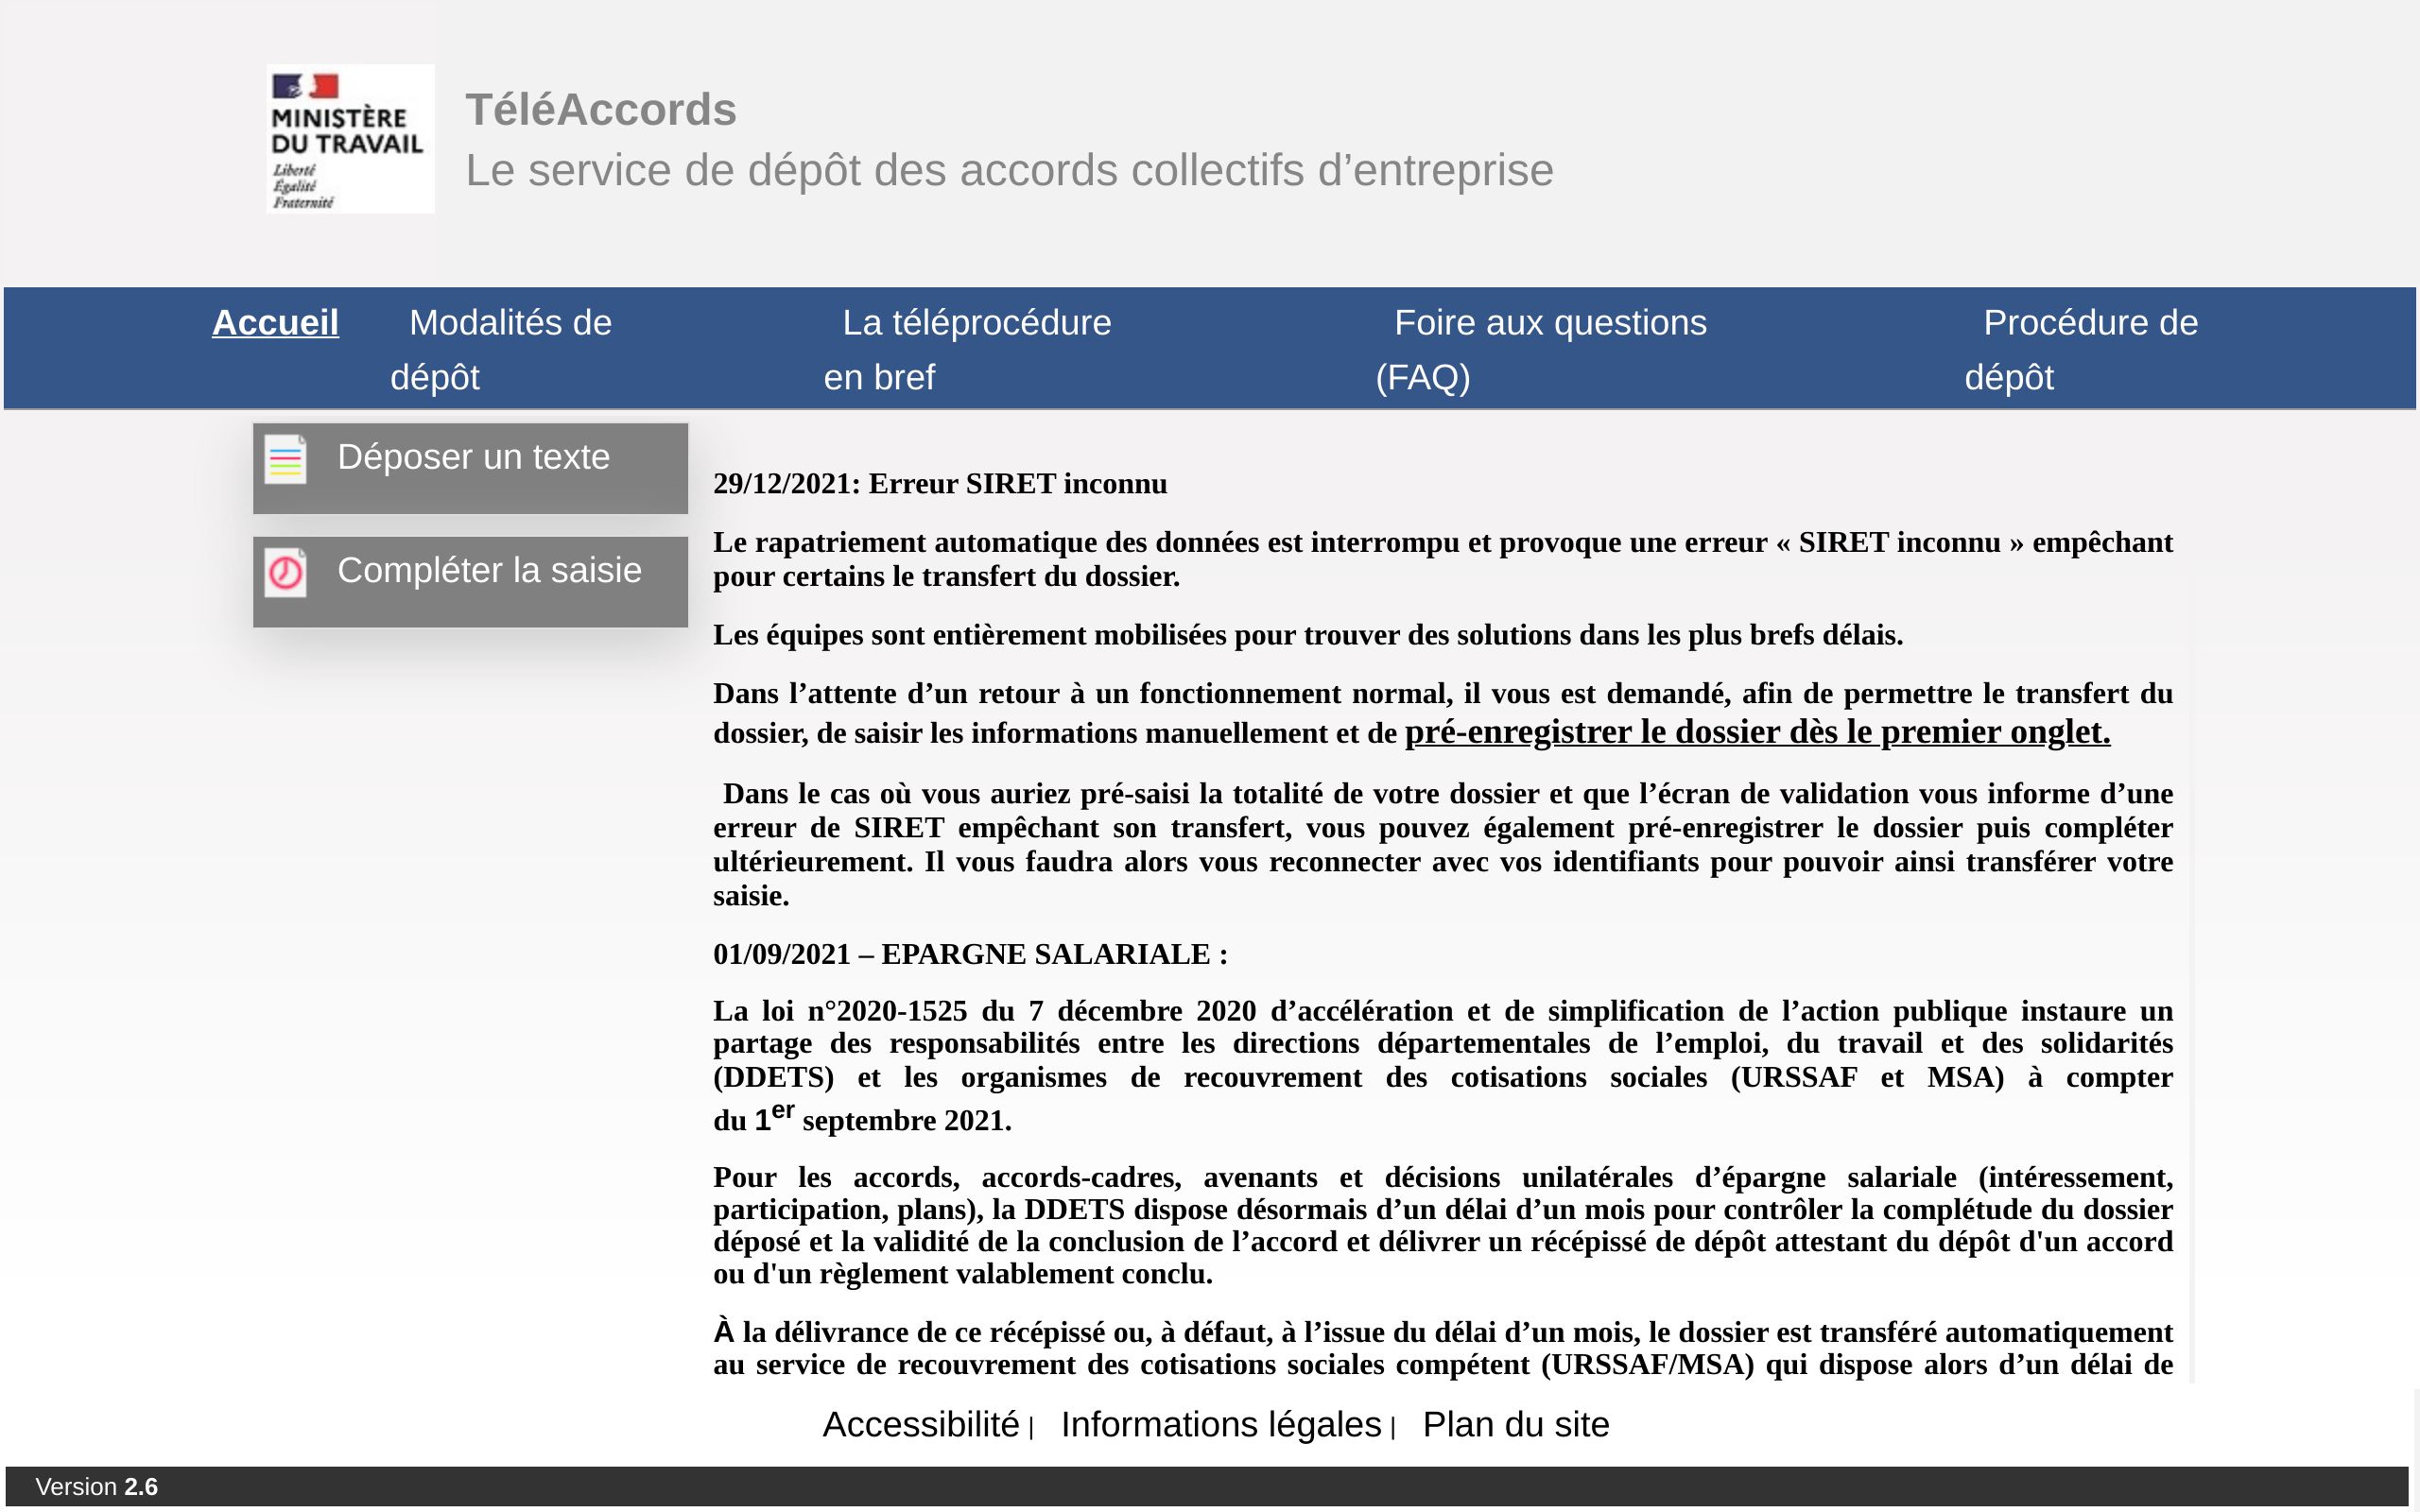 MINISTÈRE
DU TRAVAIL
Liberté
Égalité
Fraternité
TéléAccords
Le service de dépôt des accords collectifs d’entreprise
Accueil
Modalités de
dépôt
La téléprocédure
en bref
Foire aux questions
(FAQ)
Procédure de
dépôt
Déposer un texte
Compléter la saisie
29/12/2021: Erreur SIRET inconnu
Le rapatriement automatique des données est interrompu et provoque une erreur « SIRET inconnu » empêchant
pour certains le transfert du dossier.
Les équipes sont entièrement mobilisées pour trouver des solutions dans les plus brefs délais.
Dans l’attente d’un retour à un fonctionnement normal, il vous est demandé, afin de permettre le transfert du
dossier, de saisir les informations manuellement et de pré-enregistrer le dossier dès le premier onglet.
Dans le cas où vous auriez pré-saisi la totalité de votre dossier et que l’écran de validation vous informe d’une
erreur de SIRET empêchant son transfert, vous pouvez également pré-enregistrer le dossier puis compléter
ultérieurement. Il vous faudra alors vous reconnecter avec vos identifiants pour pouvoir ainsi transférer votre
saisie.
01/09/2021 – EPARGNE SALARIALE :
La loi n°2020-1525 du 7 décembre 2020 d’accélération et de simplification de l’action publique instaure un
partage des responsabilités entre les directions départementales de l’emploi, du travail et des solidarités
(DDETS) et les organismes de recouvrement des cotisations sociales (URSSAF et MSA) à compter
du 1er septembre 2021.
Pour les accords, accords-cadres, avenants et décisions unilatérales d’épargne salariale (intéressement,
participation, plans), la DDETS dispose désormais d’un délai d’un mois pour contrôler la complétude du dossier
déposé et la validité de la conclusion de l’accord et délivrer un récépissé de dépôt attestant du dépôt d'un accord
ou d'un règlement valablement conclu.
À la délivrance de ce récépissé ou, à défaut, à l’issue du délai d’un mois, le dossier est transféré automatiquement
au service de recouvrement des cotisations sociales compétent (URSSAF/MSA) qui dispose alors d’un délai de
Accessibilité | Informations légales | Plan du site
Version 2.6